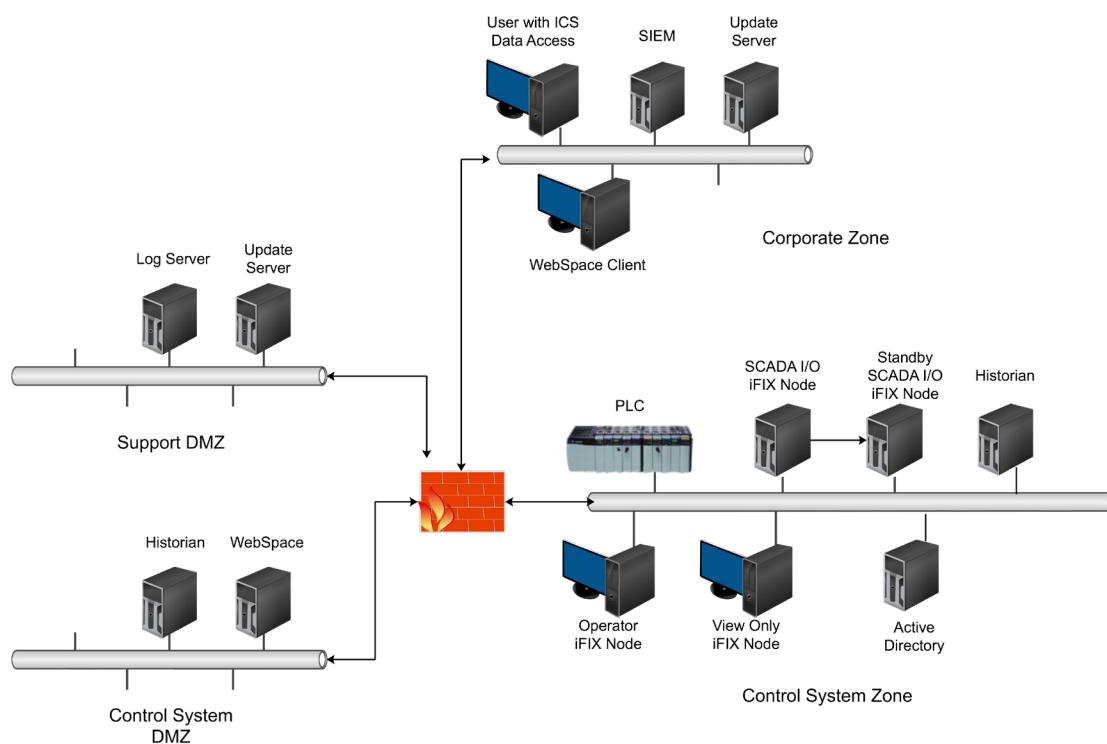 User with ICS
Data Access
SIEM
Update
Server
WebSpace Client
Corporate Zone
Log Server
Update
Server
Support DMZ
SCADA I/O
iFIX Node
Standby
SCADA I/O
iFIX Node
Historian
PLC
Historian
WebSpace
Operator
iFIX Node
View Only
iFIX Node
Active
Directory
Control System Zone
Control System
DMZ